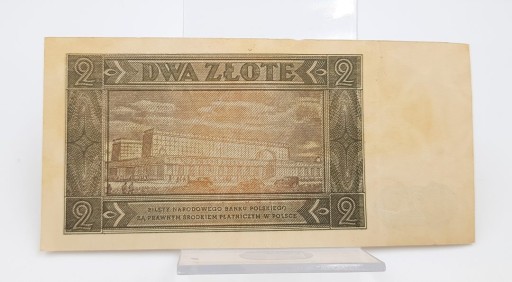 2 DWA ZŁOTE 2
2 BILETY NARODOWEGO BANKU POLSKIEGO 2
SĄ PRAWNYM ŚRODKIEM PŁATNICZYM W POLSCE